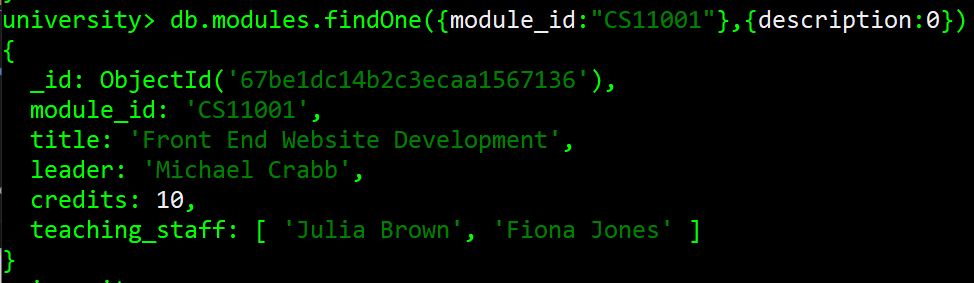 university> db.modules.findOne({module_id:"CS11001"},{description:0})
{
  _id: ObjectId('67be1dc14b2c3ecaa1567136'),
  module_id: 'CS11001',
  title: 'Front End Website Development',
  leader: 'Michael Crabb',
  credits: 10,
  teaching_staff: [ 'Julia Brown', 'Fiona Jones' ]
}